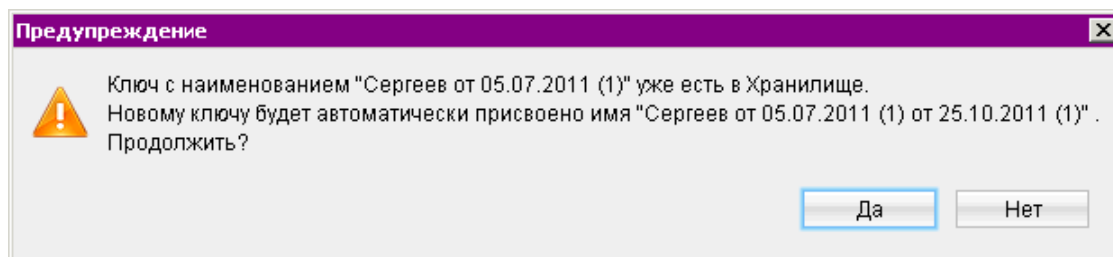 Предупреждение
Ключ с наименованием "Сергеев от 05.07.2011 (1)" уже есть в Хранилище.
Новому ключу будет автоматически присвоено имя "Сергеев от 05.07.2011 (1) от 25.10.2011 (1)" .
Продолжить?
Да Нет